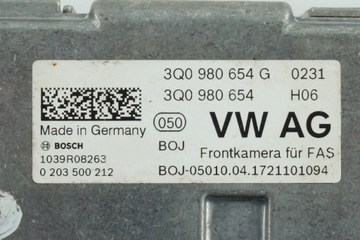 3Q0 980 654 G 0231
3Q0 980 654 H06
Made in Germany 050 VW AG
BOSCH BOJ Frontkamera für FAS
1039R08263
0 203 500 212 BOJ-05010.04.1721101094